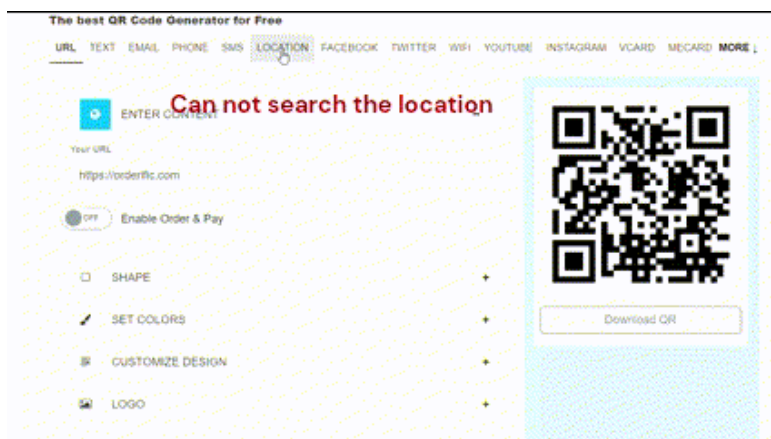 The best QR Code Generator for Free
URL TEXT EMAIL PHONE SMS LOCATION FACEBOOK TWITTER WIFI YOUTUBE INSTAGRAM VCARD MECARD MORE ↓
Can not search the location
ENTER CONTENT -
Your URL
https://orderific.com
OFF Enable Order & Pay
SHAPE +
SET COLORS +
CUSTOMIZE DESIGN +
LOGO +
Download QR